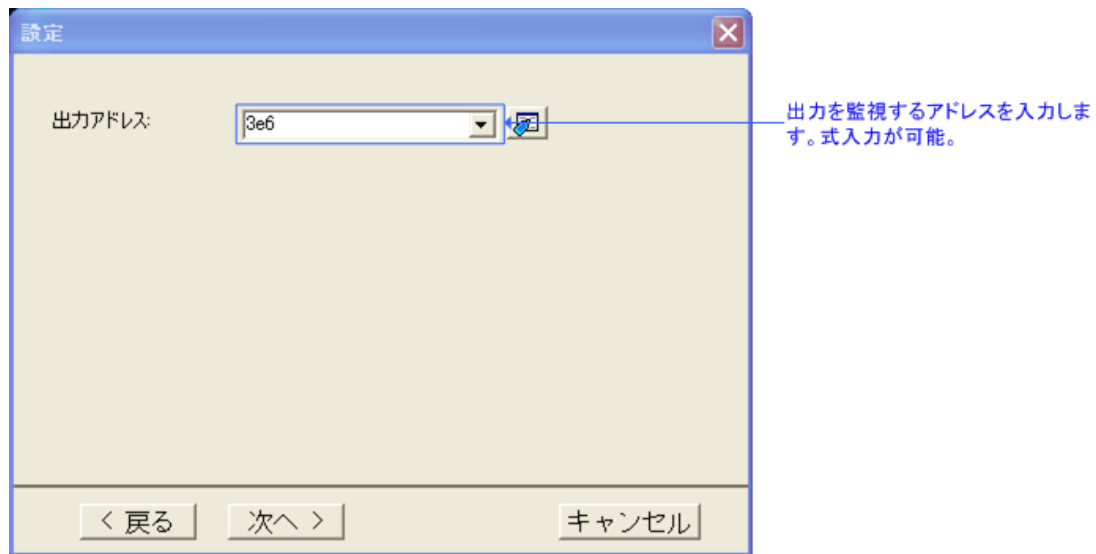 設定
出力アドレス:
3e6
出力を監視するアドレスを入力しま
す。式入力が可能。
< 戻る
次へ >
キャンセル